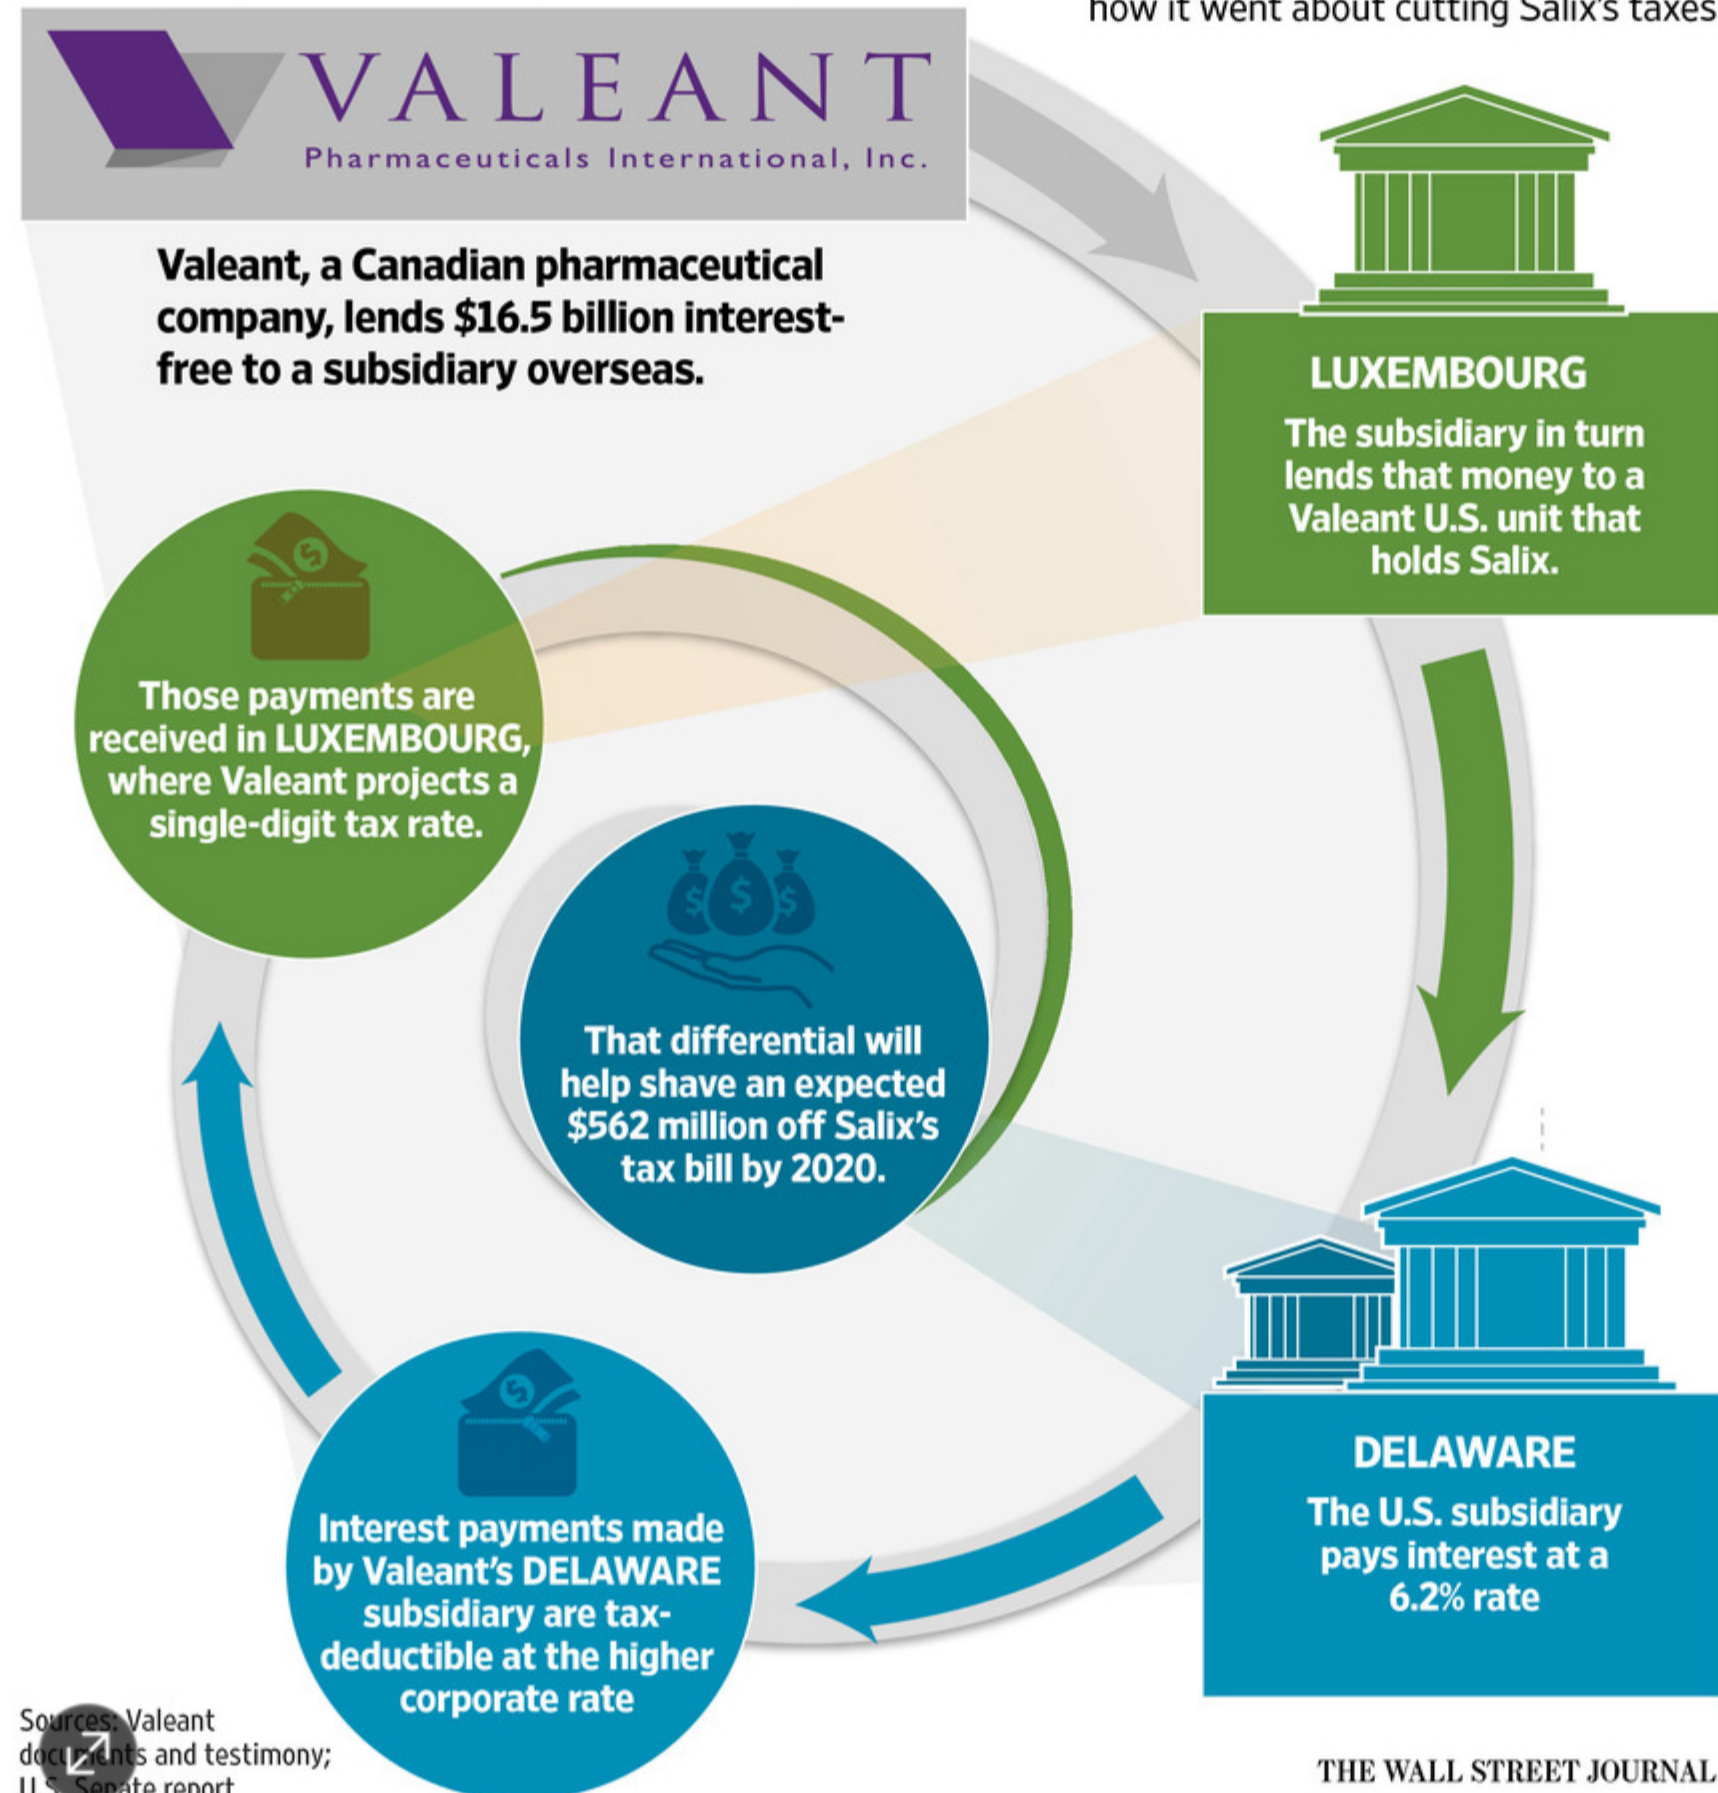 how it went about cutting Salix's taxes
VALEANT
Pharmaceuticals International, Inc.
Valeant, a Canadian pharmaceutical
company, lends $16.5 billion interest-
free to a subsidiary overseas.
LUXEMBOURG
The subsidiary in turn
lends that money to a
Valeant U.S. unit that
holds Salix.
DELAWARE
The U.S. subsidiary
pays interest at a
6.2% rate
Interest payments made
by Valeant's DELAWARE
subsidiary are tax-
deductible at the higher
corporate rate
Those payments are
received in LUXEMBOURG,
where Valeant projects a
single-digit tax rate.
That differential will
help shave an expected
$562 million off Salix's
tax bill by 2020.
Sources: Valeant
documents and testimony;
U.S. Senate report
THE WALL STREET JOURNAL